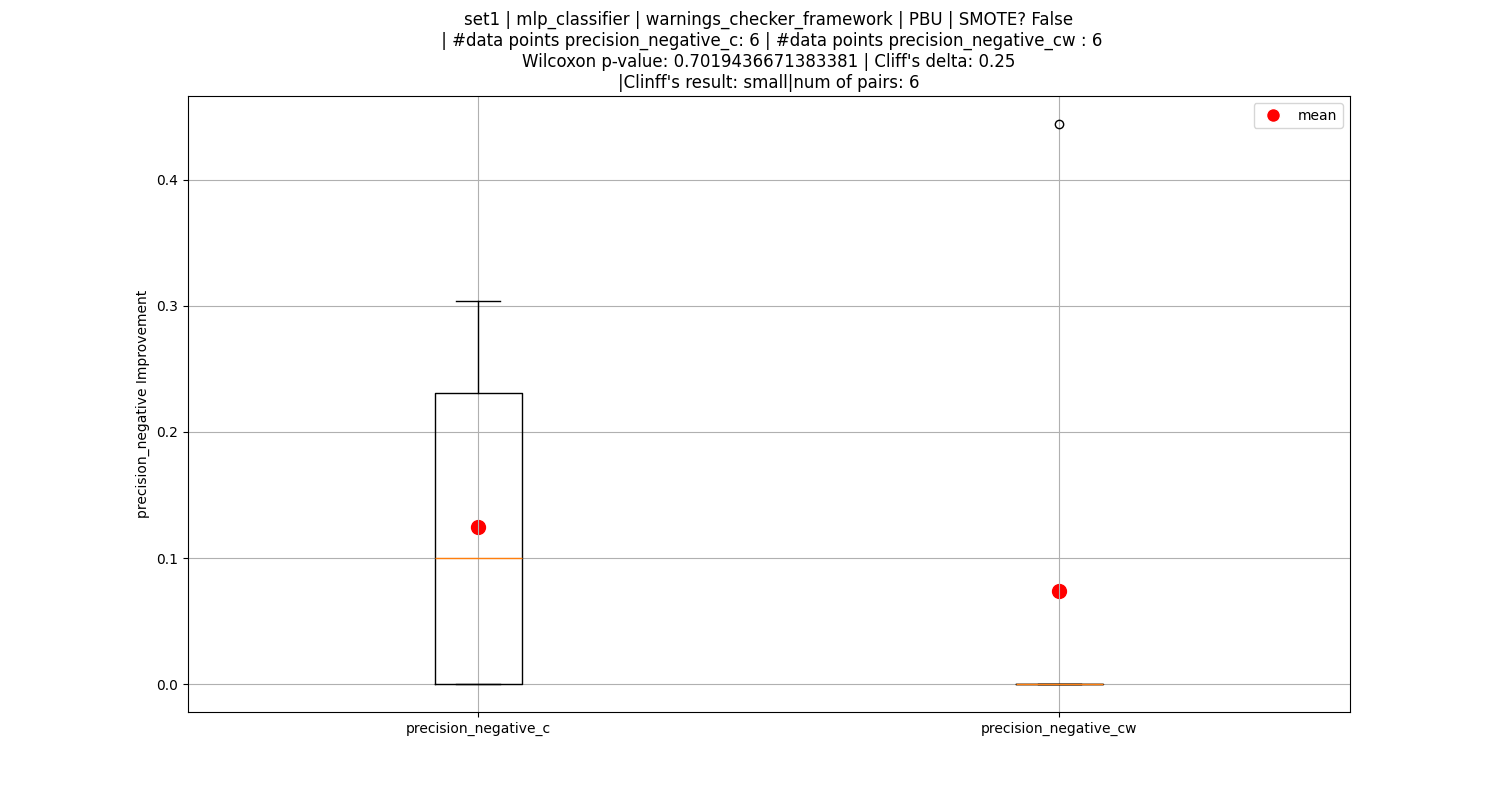 set1 | mlp_classifier | warnings_checker_framework | PBU | SMOTE? False
| #data points precision_negative_c: 6 | #data points precision_negative_cw : 6
Wilcoxon p-value: 0.7019436671383381 | Cliff's delta: 0.25
|Clinff's result: small|num of pairs: 6
mean
0.4
0.3
0.2
0.1
0.0
precision_negative Improvement
precision_negative_c
precision_negative_cw